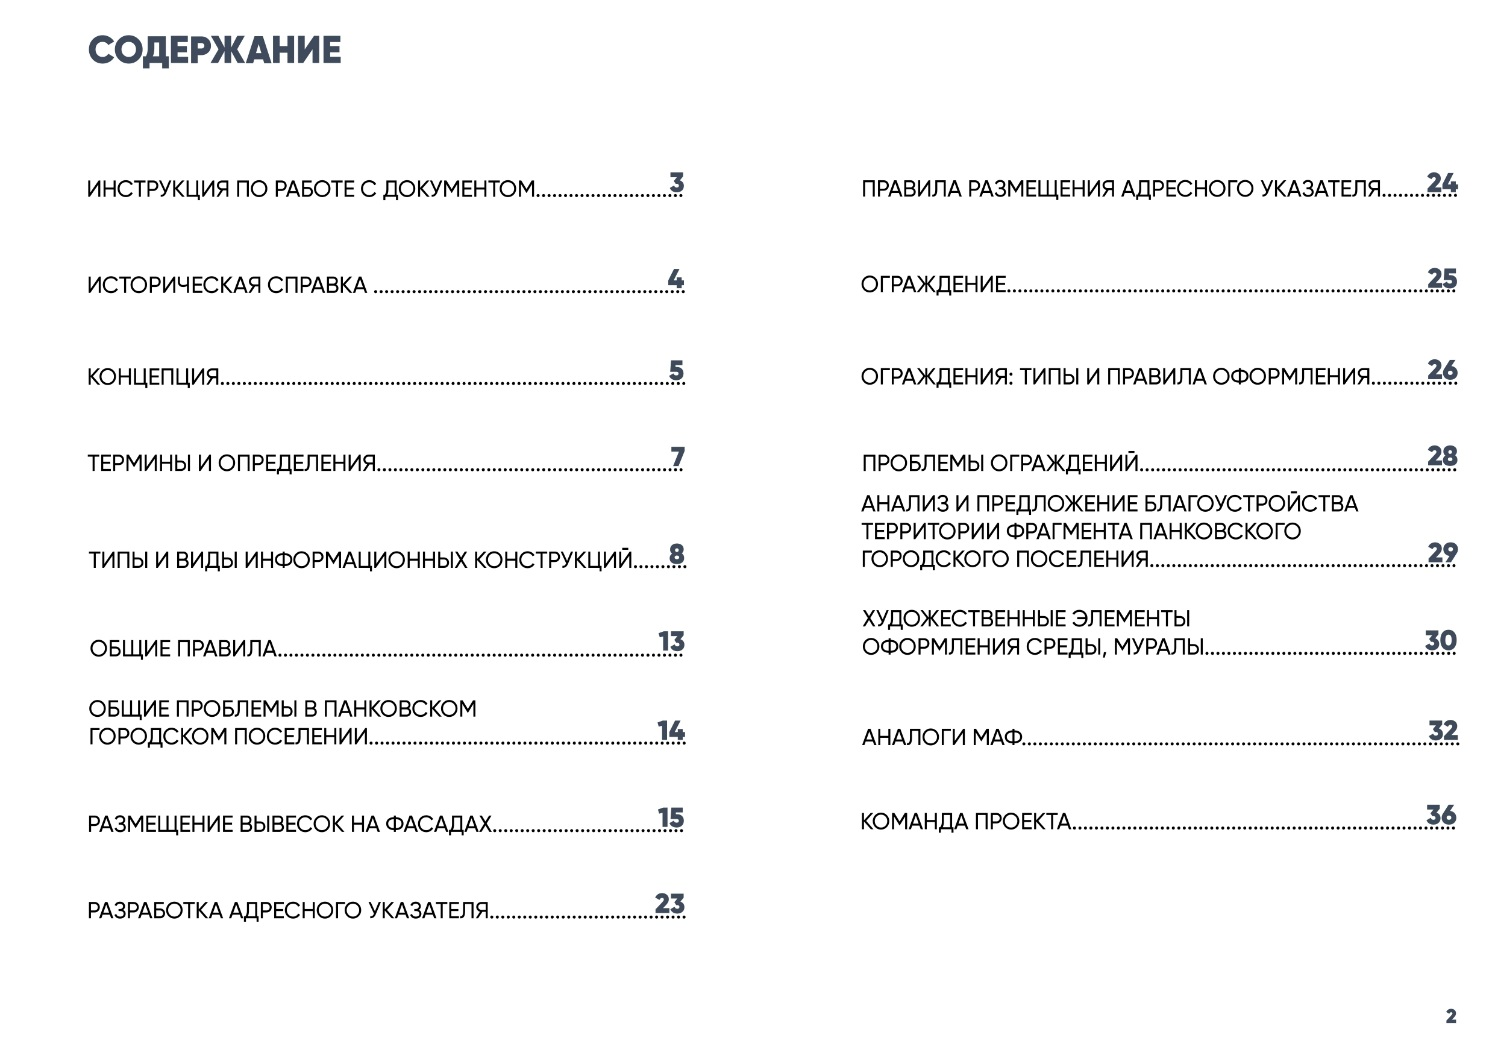 СОДЕРЖАНИЕ
ИНСТРУКЦИЯ ПО РАБОТЕ С ДОКУМЕНТОМ........................3
ИСТОРИЧЕСКАЯ СПРАВКА ........................4
КОНЦЕПЦИЯ........................5
ТЕРМИНЫ И ОПРЕДЕЛЕНИЯ........................7
ТИПЫ И ВИДЫ ИНФОРМАЦИОННЫХ КОНСТРУКЦИЙ.........8
ОБЩИЕ ПРАВИЛА........................13
ОБЩИЕ ПРОБЛЕМЫ В ПАНКОВСКОМ
ГОРОДСКОМ ПОСЕЛЕНИИ........................14
РАЗМЕЩЕНИЕ ВЫВЕСОК НА ФАСАДАХ........................15
РАЗРАБОТКА АДРЕСНОГО УКАЗАТЕЛЯ........................23
ПРАВИЛА РАЗМЕЩЕНИЯ АДРЕСНОГО УКАЗАТЕЛЯ............24
ОГРАЖДЕНИЕ........................25
ОГРАЖДЕНИЯ: ТИПЫ И ПРАВИЛА ОФОРМЛЕНИЯ............26
ПРОБЛЕМЫ ОГРАЖДЕНИЙ........................28
АНАЛИЗ И ПРЕДЛОЖЕНИЕ БЛАГОУСТРОЙСТВА
ТЕРРИТОРИИ ФРАГМЕНТА ПАНКОВСКОГО
ГОРОДСКОГО ПОСЕЛЕНИЯ........................29
ХУДОЖЕСТВЕННЫЕ ЭЛЕМЕНТЫ
ОФОРМЛЕНИЯ СРЕДЫ, МУРАЛЫ........................30
АНАЛОГИ МАФ........................32
КОМАНДА ПРОЕКТА........................36
2